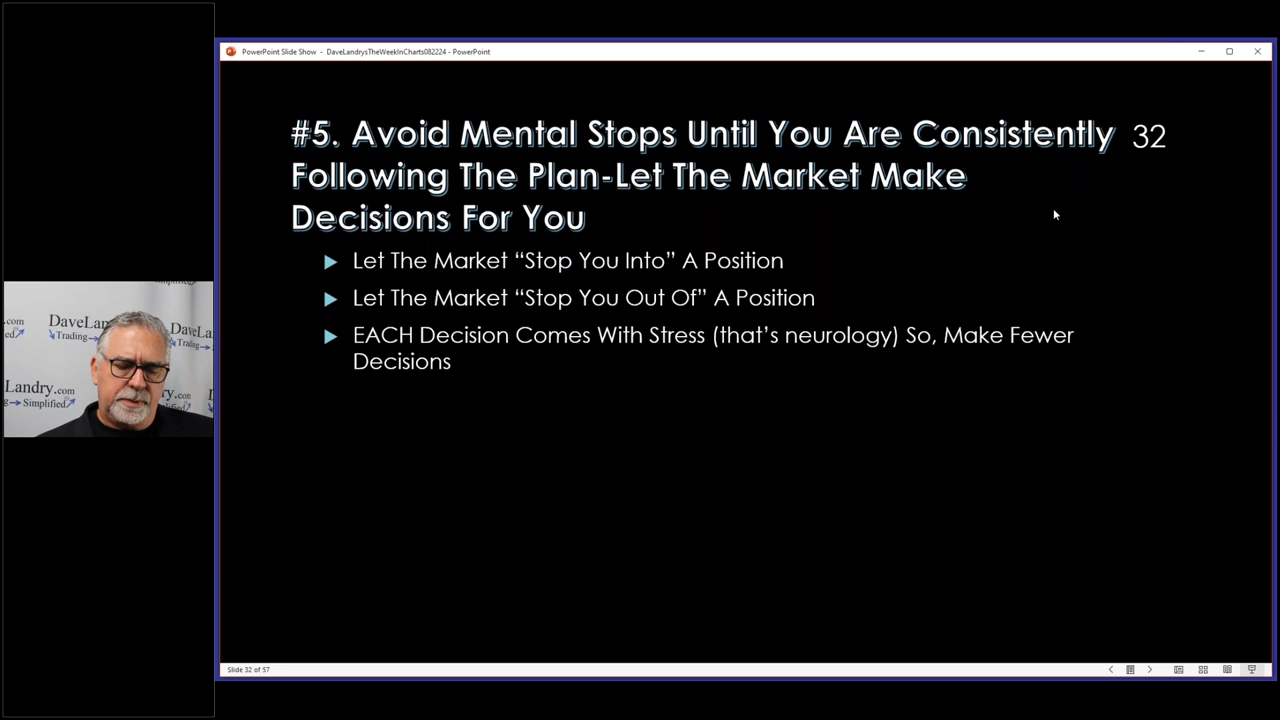 PowerPoint Slide Show - DaveLandrysTheWeekInCharts082224 - PowerPoint
#5. Avoid Mental Stops Until You Are Consistently
32
Following The Plan-Let The Market Make
Decisions For You
Let The Market “Stop You Into” A Position
Let The Market “Stop You Out Of” A Position
EACH Decision Comes With Stress (that’s neurology) So, Make Fewer
Decisions
.com
DaveLandry
Trading
Simplified
DaveLa
Trading
Landry.com
Simplified
Slide 32 of 57